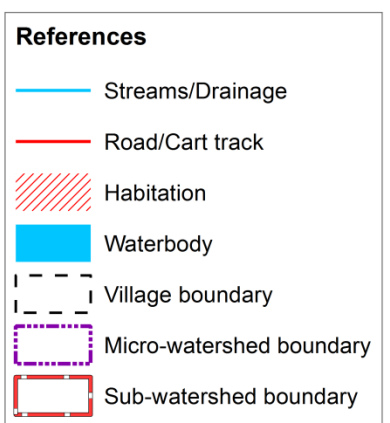 References
Streams/Drainage
Road/Cart track
Habitation
Waterbody
Village boundary
Micro-watershed boundary
Sub-watershed boundary